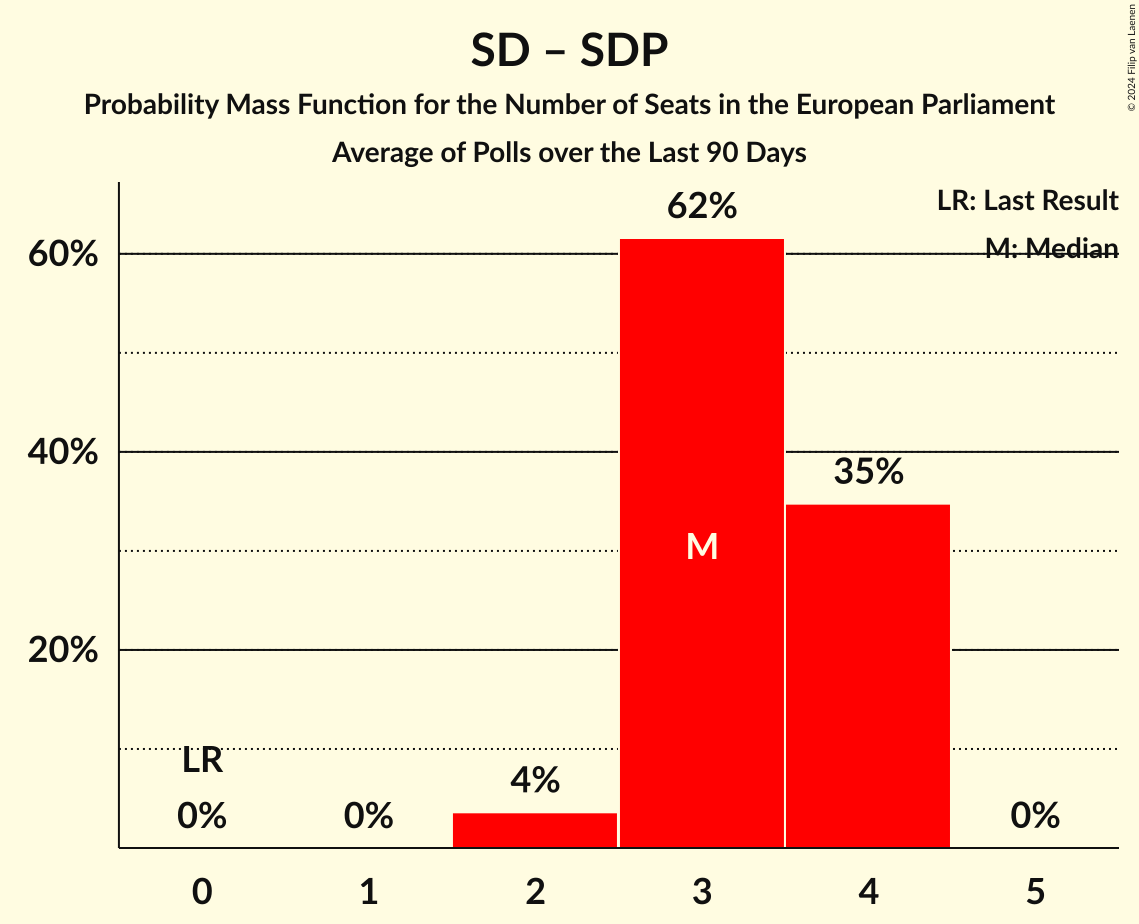 SD – SDP
Probability Mass Function for the Number of Seats in the European Parliament
Average of Polls over the Last 90 Days
© 2024 Filip van Laenen
LR: Last Result
M: Median
62%
60%
40%
35%
M
20%
LR
4%
0%
0%
0%
0
1
2
3
4
5